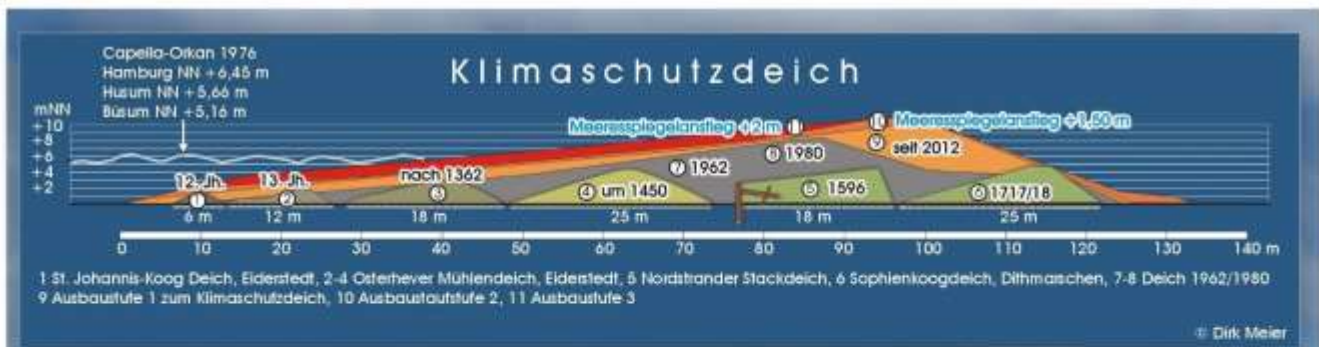 Capella-Orkan 1976
Hamburg NN +6,45 m
Husum NN +5,66 m
Büsum NN +5,16 m
Klimaschutzdeich
mNN
+10
+8
+6
+4
+2
Meeresspiegelanstieg +2 m 11
10 Meeresspiegelanstieg +1,50 m
9 seit 2012
8 1980
7 1962
12. Jh.
13. Jh.
nach 1362
1
2
3
4 um 1450
5 1596
6 1717/18
6 m 12 m 18 m 25 m 18 m 25 m
0 10 20 30 40 50 60 70 80 90 100 110 120 130 140 m
1 St. Johannis-Koog Deich, Eiderstedt, 2-4 Osterhever Mühlendeich, Eiderstedt, 5 Nordstrander Stackdeich, 6 Sophienkoogdeich, Dithmarschen, 7-8 Deich 1962/1980
9 Ausbaustufe 1 zum Klimaschutzdeich, 10 Ausbaustaufstufe 2, 11 Ausbaustufe 3
© Dirk Meier